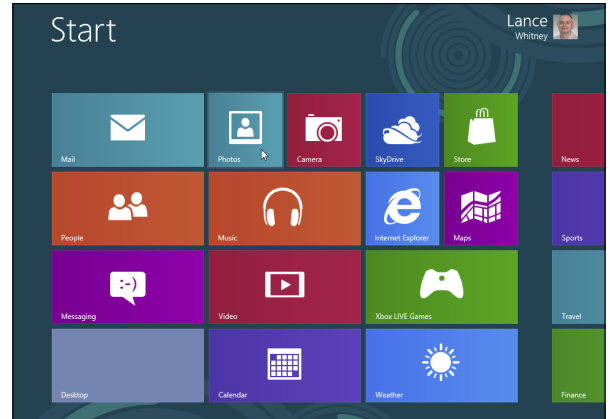 Start
Lance
Whitney
Mail
Photos
Camera
SkyDrive
Store
News
People
Music
Internet Explorer
Maps
Sports
:-)
Messaging
Video
Xbox LIVE Games
Travel
Desktop
Calendar
Weather
Finance